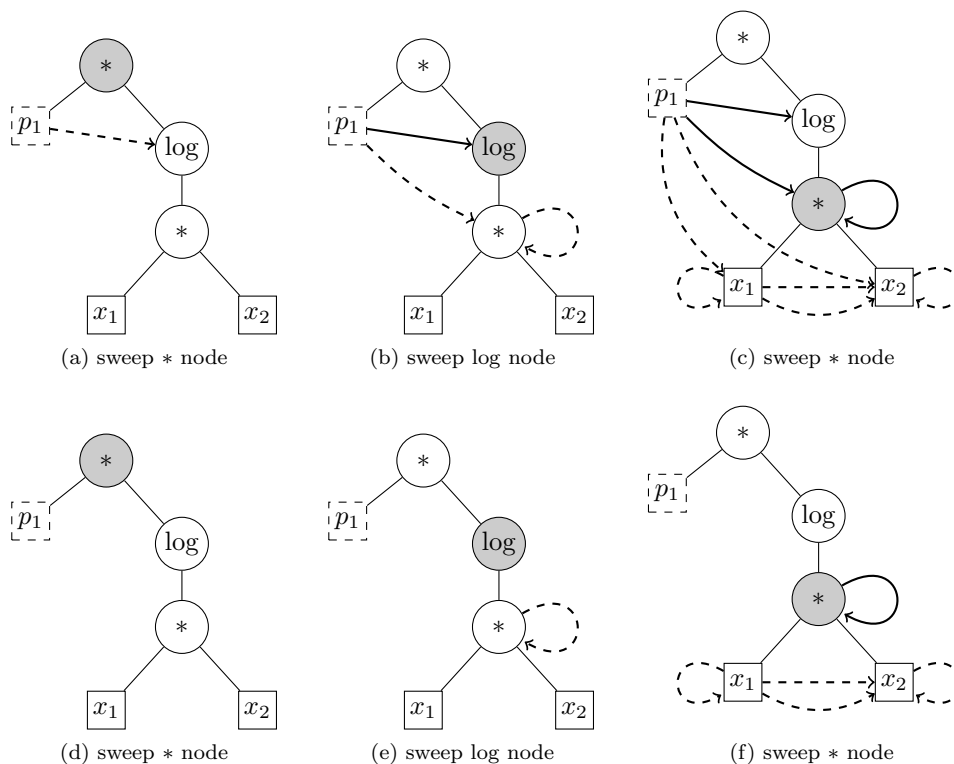 *
p₁
log
*
x₁ x₂
(a) sweep * node
*
p₁
log
*
x₁ x₂
(b) sweep log node
*
p₁
log
*
x₁ x₂
(c) sweep * node
*
p₁
log
*
x₁ x₂
(d) sweep * node
*
p₁
log
*
x₁ x₂
(e) sweep log node
*
p₁
log
*
x₁ x₂
(f) sweep * node